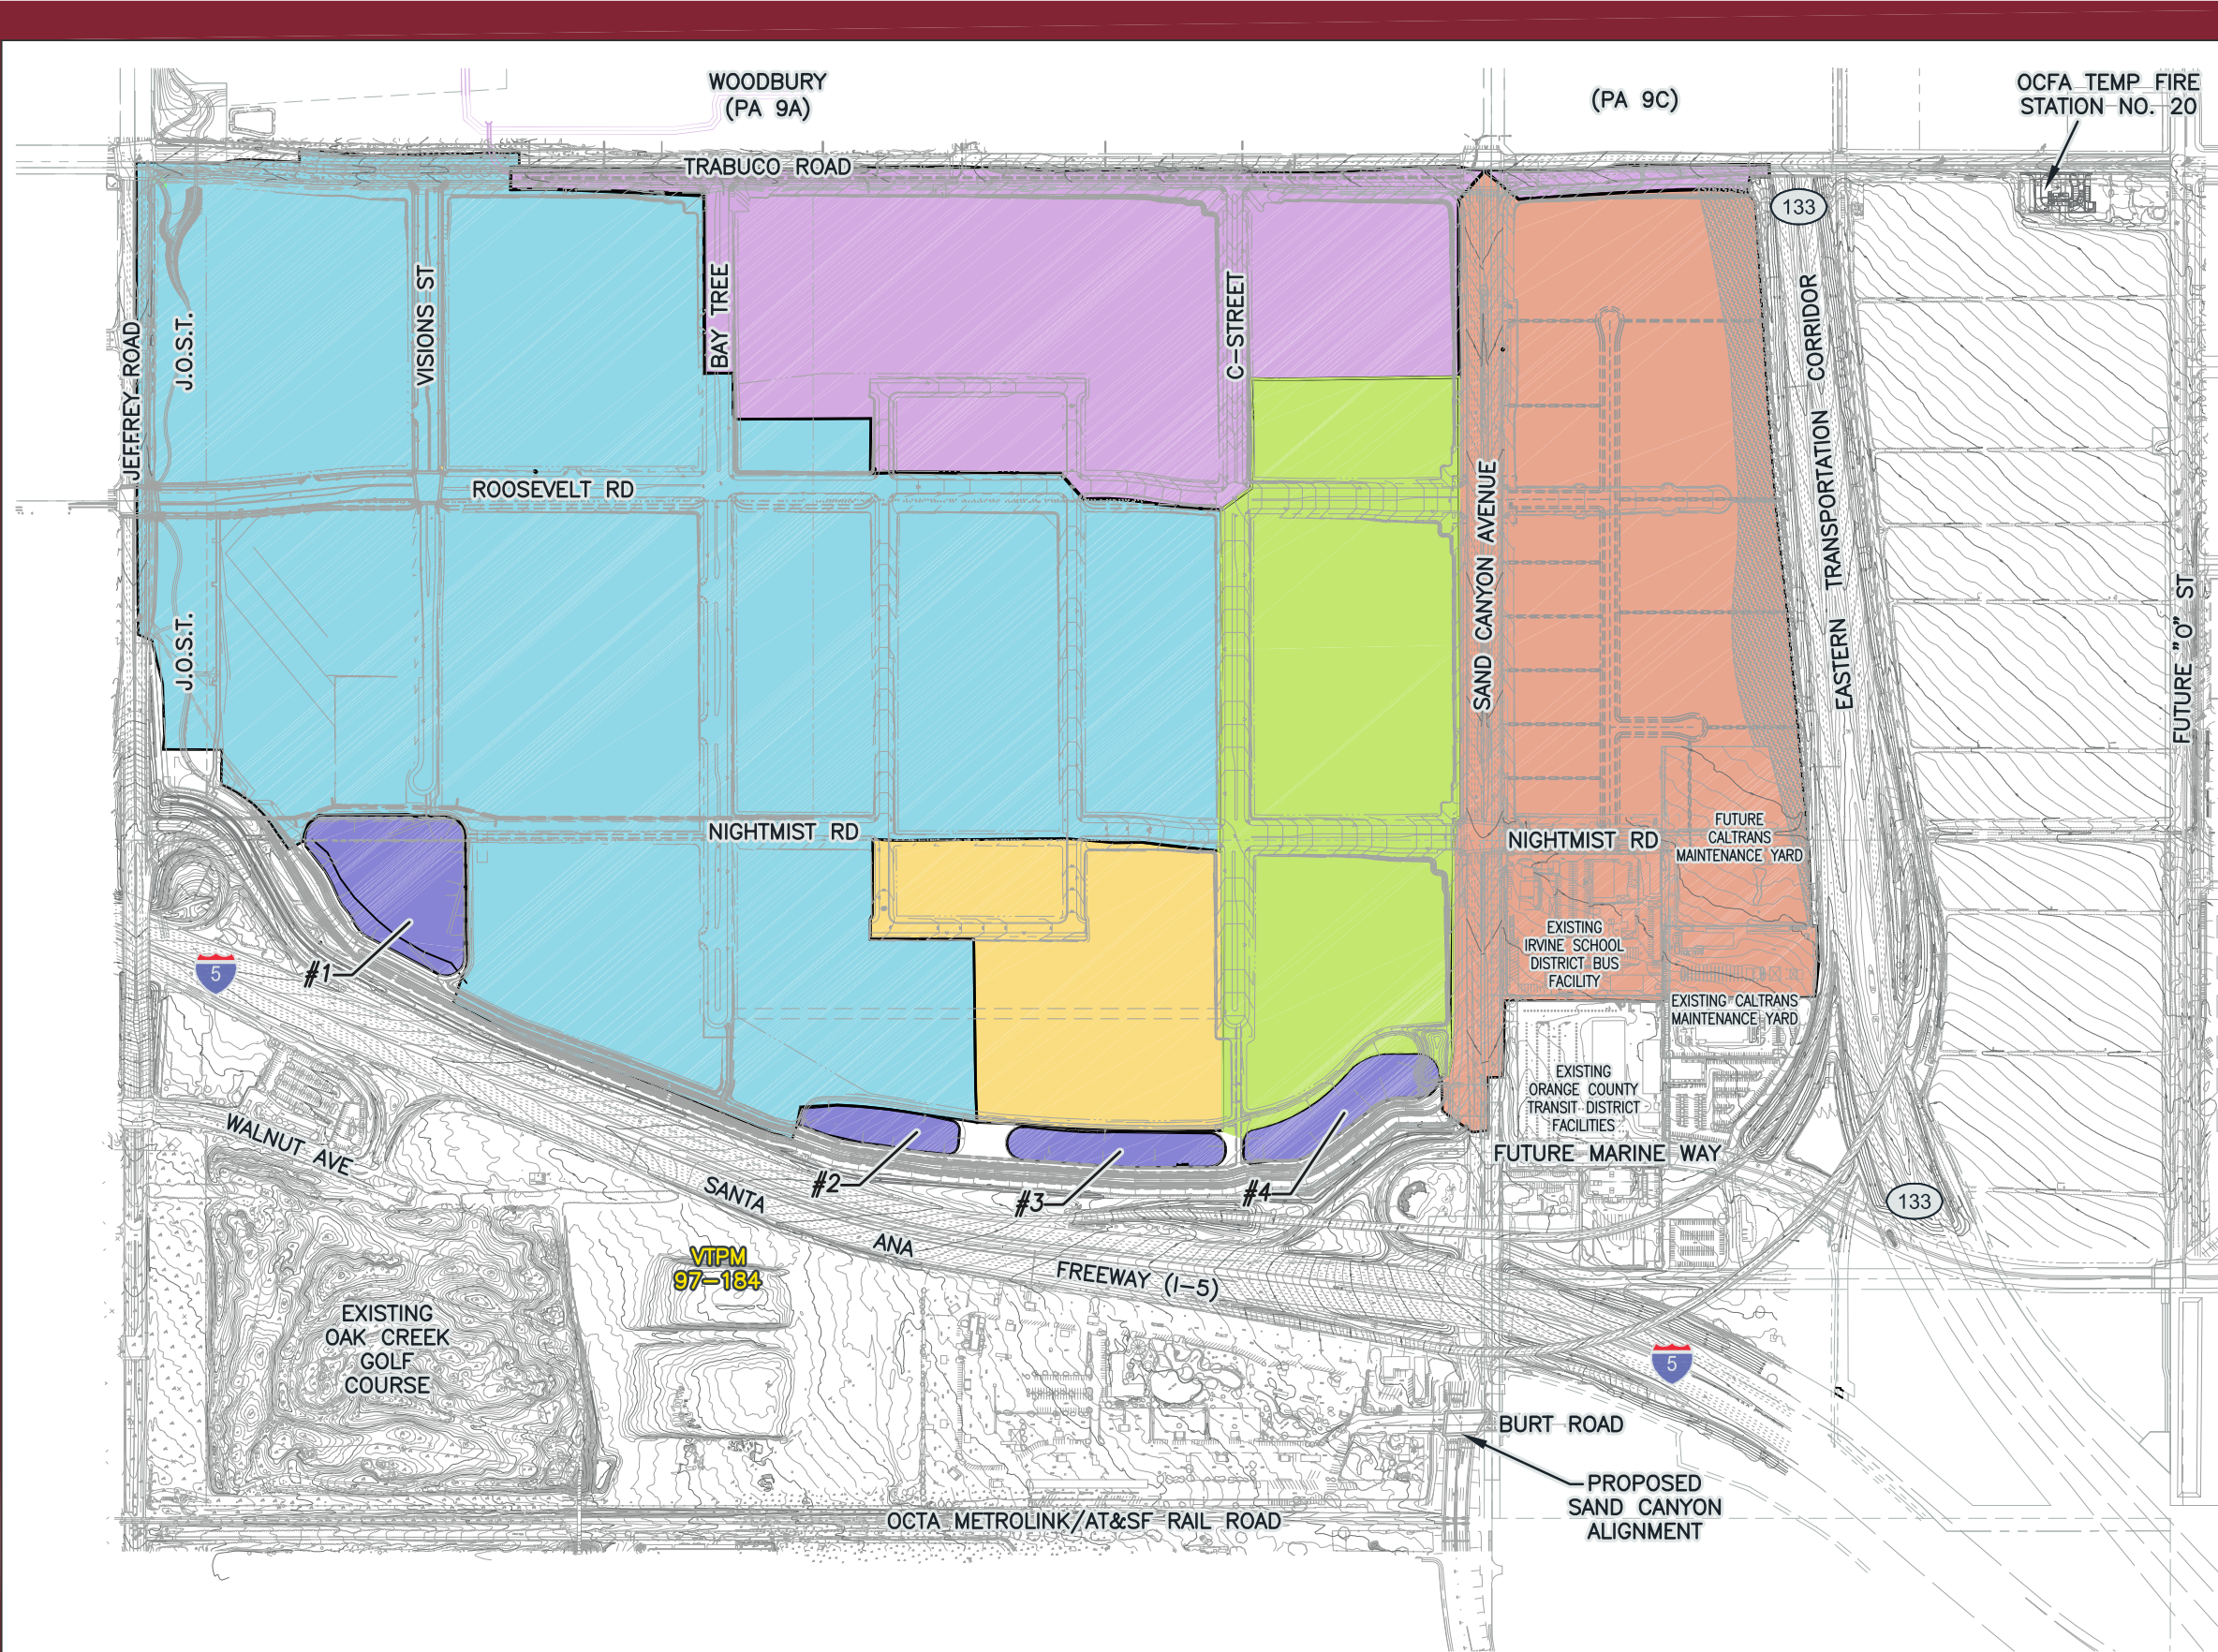 WOODBURY
(PA 9A)
(PA 9C)
OCFA TEMP FIRE
STATION NO. 20
TRABUCO ROAD
133
JEFFREY ROAD
J.O.S.T.
VISIONS ST
BAY TREE
C-STREET
SAND CANYON AVENUE
EASTERN TRANSPORTATION CORRIDOR
FUTURE "O" ST
ROOSEVELT RD
J.O.S.T.
NIGHTMIST RD
NIGHTMIST RD
FUTURE
CALTRANS
MAINTENANCE YARD
EXISTING
IRVINE SCHOOL
DISTRICT BUS
FACILITY
EXISTING CALTRANS
MAINTENANCE YARD
5
#1
EXISTING
ORANGE COUNTY
TRANSIT DISTRICT
FACILITIES
WALNUT AVE
FUTURE MARINE WAY
#2
#3
#4
133
SANTA ANA FREEWAY (I-5)
VTPM
97-184
EXISTING
OAK CREEK
GOLF
COURSE
5
BURT ROAD
PROPOSED
SAND CANYON
ALIGNMENT
OCTA METROLINK/AT&SF RAIL ROAD